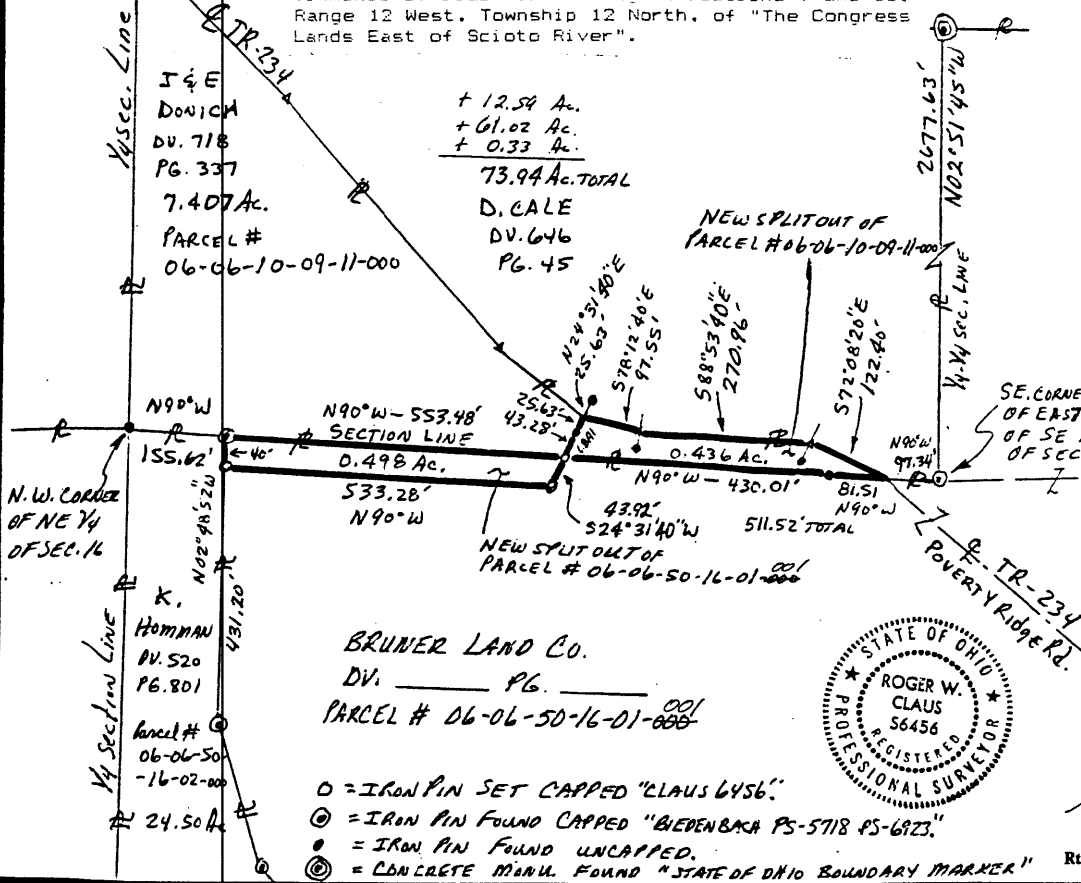 Range 12 West. Township 12 North. of "The Congress
Lands East of Scioto River".
¼ Sec. Line
TR-234
J & E
DONICH
DV. 718
PG. 337
7.407 Ac.
PARCEL #
06-06-10-09-11-000
+ 12.59 Ac.
+ 61.02 Ac.
+ 0.33 Ac.
73.94 Ac. TOTAL
D. CALE
DV. 646
PG. 45
NEW SPLIT OUT OF
PARCEL #06-06-10-09-11-000
2677.63'
N02°51'45"W
¼-¼ SEC. LINE
N24°31'40"E
25.63'
S78°12'40"E
97.55'
S88°53'40"E
270.96'
S72°08'20"E
122.40'
SE. CORNE
OF EAST
OF SE
OF SEC
N90°W
155.62'
N90°W - 553.48'
SECTION LINE
25.63'
43.28'
40'
0.498 Ac.
0.436 Ac.
N90°W
97.34'
N90°W - 430.01'
81.51
N90°W
511.52' TOTAL
533.28'
N90°W
43.92'
S24°31'40"W
N.W. CORNER
OF NE ¼
OF SEC. 16
N02°48'52"W
431.20'
NEW SPLIT OUT OF
PARCEL # 06-06-50-16-01-000 001
TR-234
POVERTY Ridge Rd.
¼ Section LINE
K.
HOMMAN
DV. 520
PG. 801
Parcel #
06-06-50
-16-02-000
24.50 A
BRUNER LAND CO.
DV. ______ PG. ______
PARCEL # 06-06-50-16-01-000 001
STATE OF OHIO
ROGER W.
CLAUS
S6456
REGISTERED
PROFESSIONAL SURVEYOR
O = IRON PIN SET CAPPED "CLAUS 6456".
= IRON PIN FOUND CAPPED "BIEDENBACH PS-5718 PS-6923."
● = IRON PIN FOUND UNCAPPED.
= CONCRETE MONU. FOUND "STATE OF OHIO BOUNDARY MARKER"
Rt